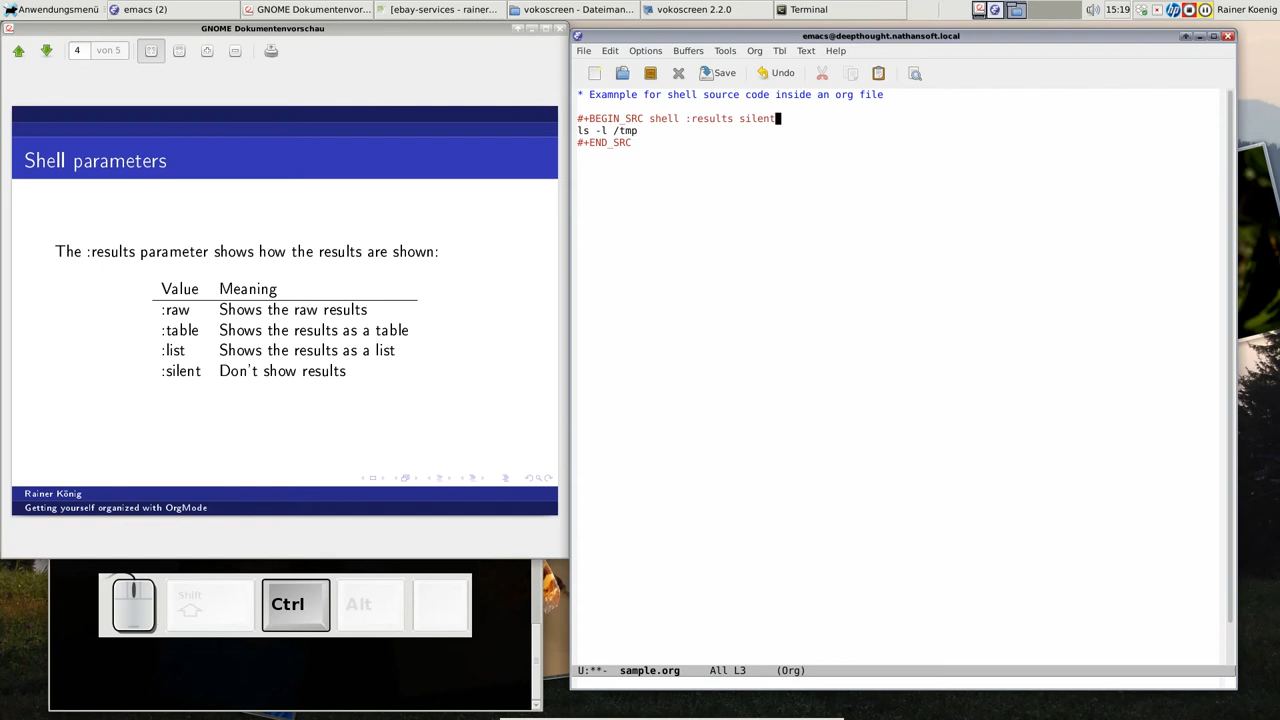 Anwendungsmenü
emacs (2)
GNOME Dokumentenvor...
[ebay-services - rainer...
vokoscreen - Dateiman...
vokoscreen 2.2.0
Terminal
15:19
Rainer Koenig
GNOME Dokumentenvorschau
4 von 5
Shell parameters
The :results parameter shows how the results are shown:
Value Meaning
:raw Shows the raw results
:table Shows the results as a table
:list Shows the results as a list
:silent Don't show results
Rainer König
Getting yourself organized with OrgMode
Shift
Ctrl
Alt
emacs@deepthought.nathansoft.local
File Edit Options Buffers Tools Org Tbl Text Help
Save Undo
* Examnple for shell source code inside an org file
#+BEGIN_SRC shell :results silent
ls -l /tmp
#+END_SRC
U:**- sample.org All L3 (Org)